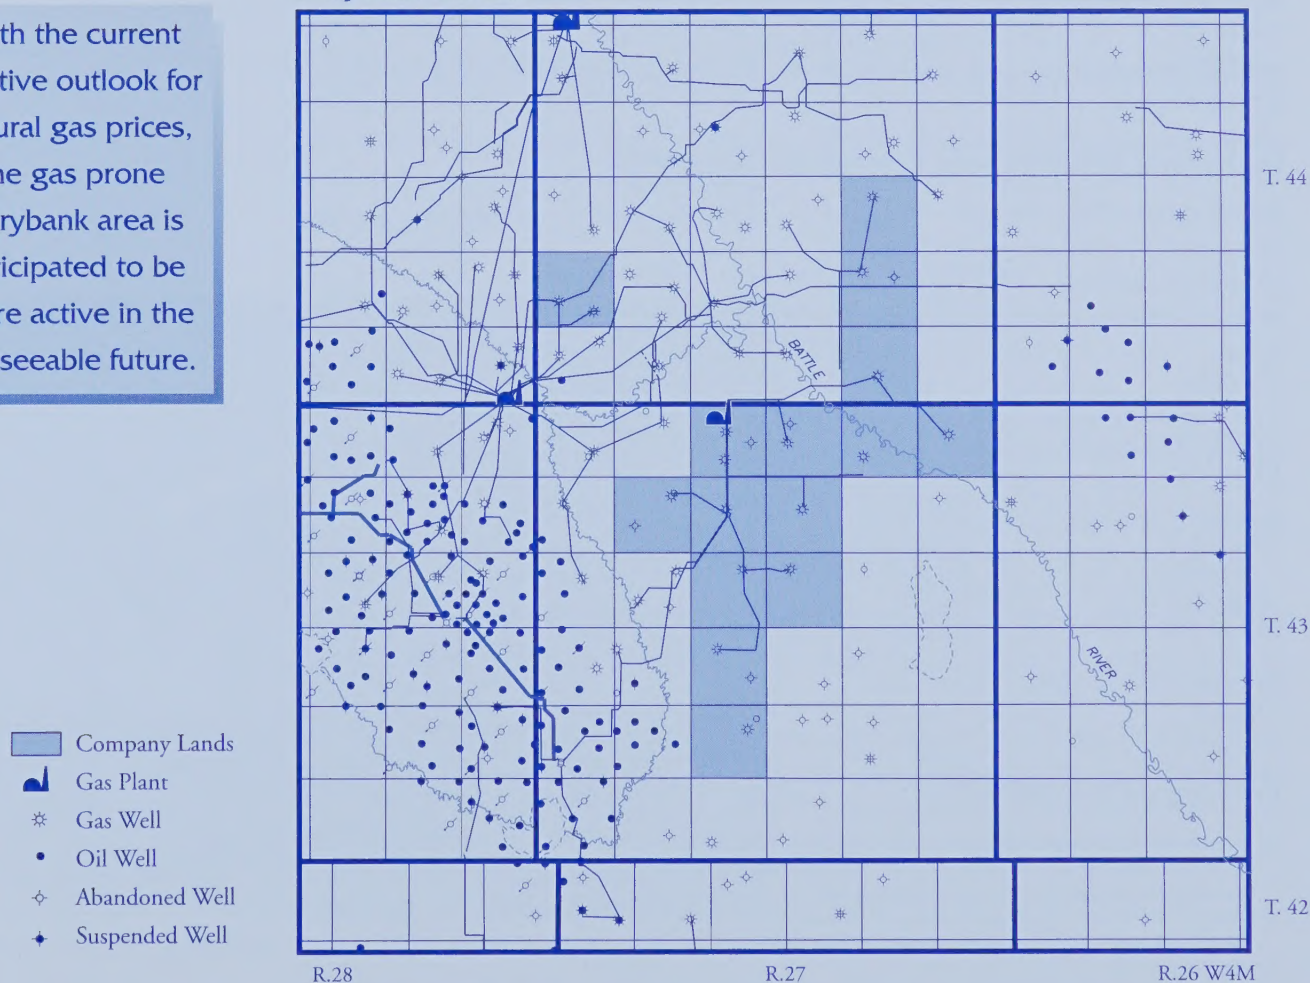 th the current
tive outlook for
ural gas prices,
ne gas prone
rybank area is
icipated to be
re active in the
seeable future.
T. 44
BATTLE
T. 43
RIVER
Company Lands
Gas Plant
Gas Well
Oil Well
Abandoned Well
Suspended Well
T. 42
R.28
R.27
R.26 W4M